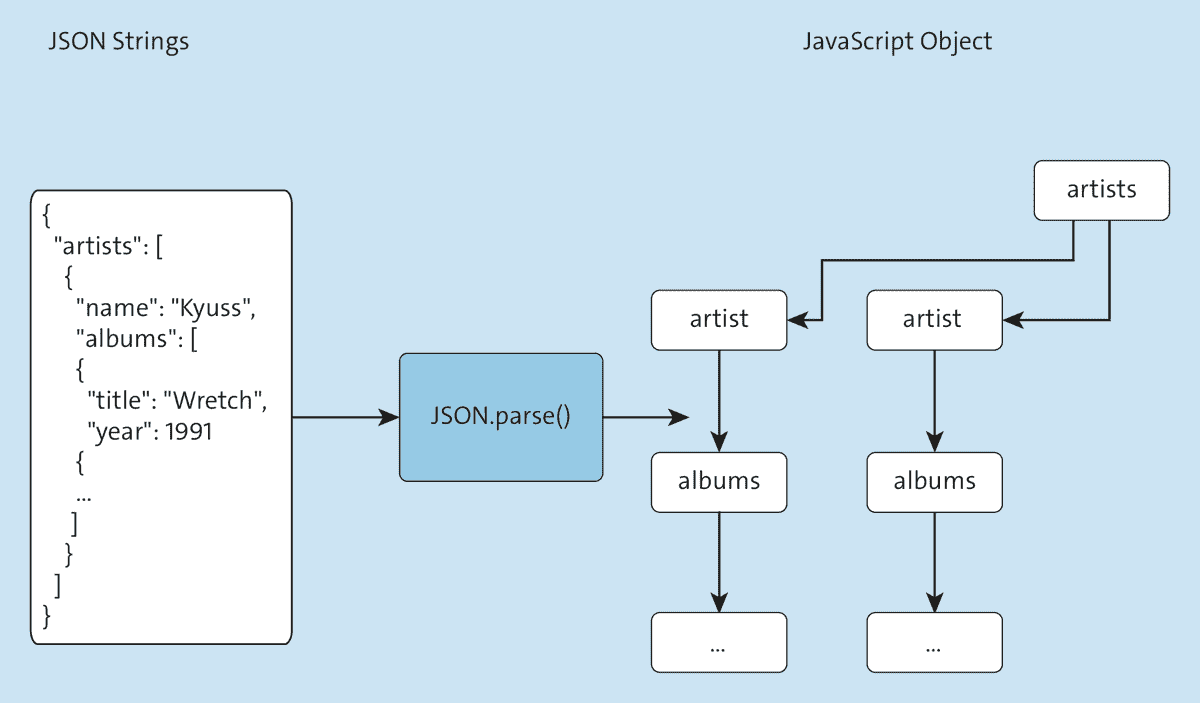 JSON Strings
JavaScript Object
{
"artists": [
{
"name": "Kyuss",
"albums": [
{
"title": "Wretch",
"year": 1991
{
...
]
}
]
}
JSON.parse()
artists
artist
artist
albums
albums
...
...